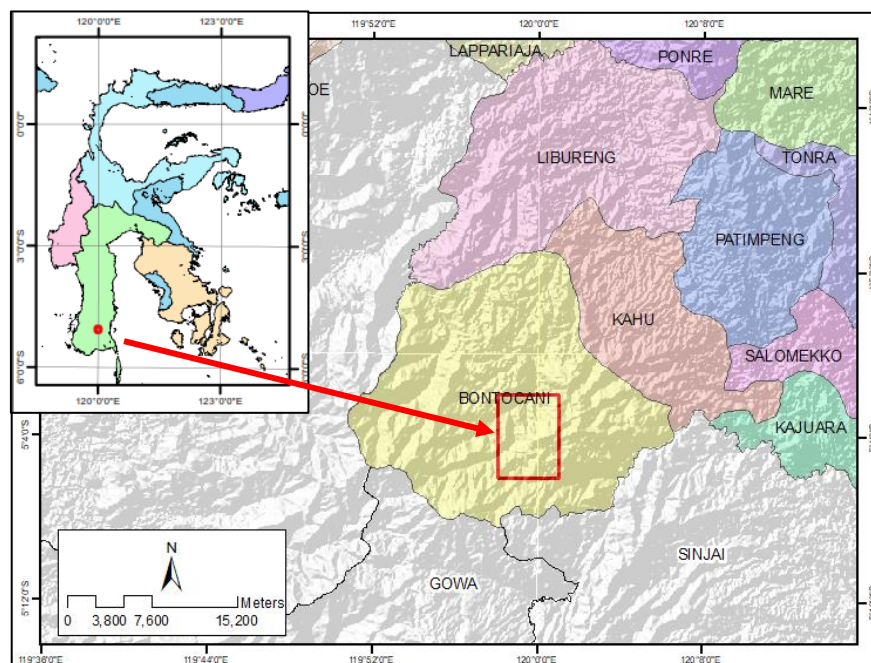 120°0'0"E 123°0'0"E
119°52'0"E 120°0'0"E 120°8'0"E
LAPPARIAJA
PONRE
OE
MARE
LIBURENG
TONRA
PATIMPENG
3°0'0"S
KAHU
SALOMEKKO
6°0'0"S
120°0'0"E 123°0'0"E
BONTOCANI
KAJUARA
5°4'0"S
N
SINJAI
Meters
GOWA
0 3,800 7,600 15,200
5°12'0"S
119°36'0"E 119°44'0"E 119°52'0"E 120°0'0"E 120°8'0"E